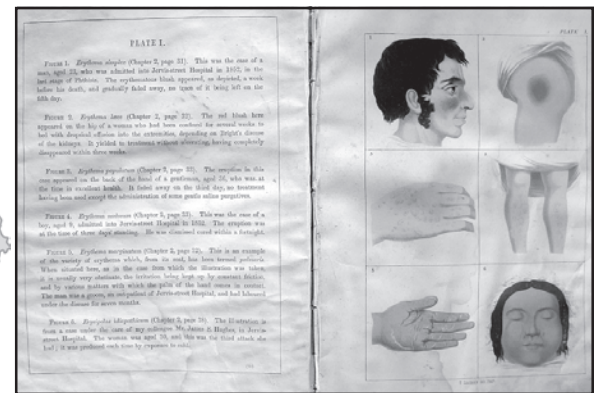 PLATE I.
FIGURE 1. Erythema simplex (Chapter 2, page 31). This was the case of a
man, aged 23, who was admitted into Jervis-street Hospital in 1852, in the
last stage of Phthisis. The erythematous blush appeared, as depicted, a week
before his death, and gradually faded away, no trace of it being left on the
fifth day.
FIGURE 2. Erythema læve (Chapter 2, page 32). The red blush here
appeared on the hip of a woman who had been confined for several weeks to
bed with dropsical effusion into the extremities, depending on Bright's disease
of the kidneys. It yielded to treatment without ulcerating, having completely
disappeared within three weeks.
FIGURE 3. Erythema papulatum (Chapter 2, page 33). The eruption in this
case appeared on the back of the hand of a gentleman, aged 56, who was at
the time in excellent health. It faded away on the third day, no treatment
having been used except the administration of some gentle saline purgatives.
FIGURE 4. Erythema nodosum (Chapter 2, page 33). This was the case of a
boy, aged 9, admitted into Jervis-street Hospital in 1852. The eruption was
at the time of three days standing. He was dismissed cured within a fortnight.
FIGURE 5. Erythema marginatum (Chapter 2, page 32). This is an example
of the variety of erythema which, from its seat, has been termed palmaris.
When situated here, as in the case from which the illustration was taken,
it is usually very obstinate, the irritation being kept up by constant friction,
and by various matters with which the palm of the hand comes in contact.
The man was a groom, an out-patient of Jervis-street Hospital, and had laboured
under the disease for seven months.
FIGURE 6. Erysipelas idiopathicum (Chapter 2, page 39). The illustration is
from a case under the care of my colleague Mr. James S. Hughes, in Jervis-
street Hospital. The woman was aged 30, and this was the third attack she
had; it was produced each time by exposure to cold.
PLATE I